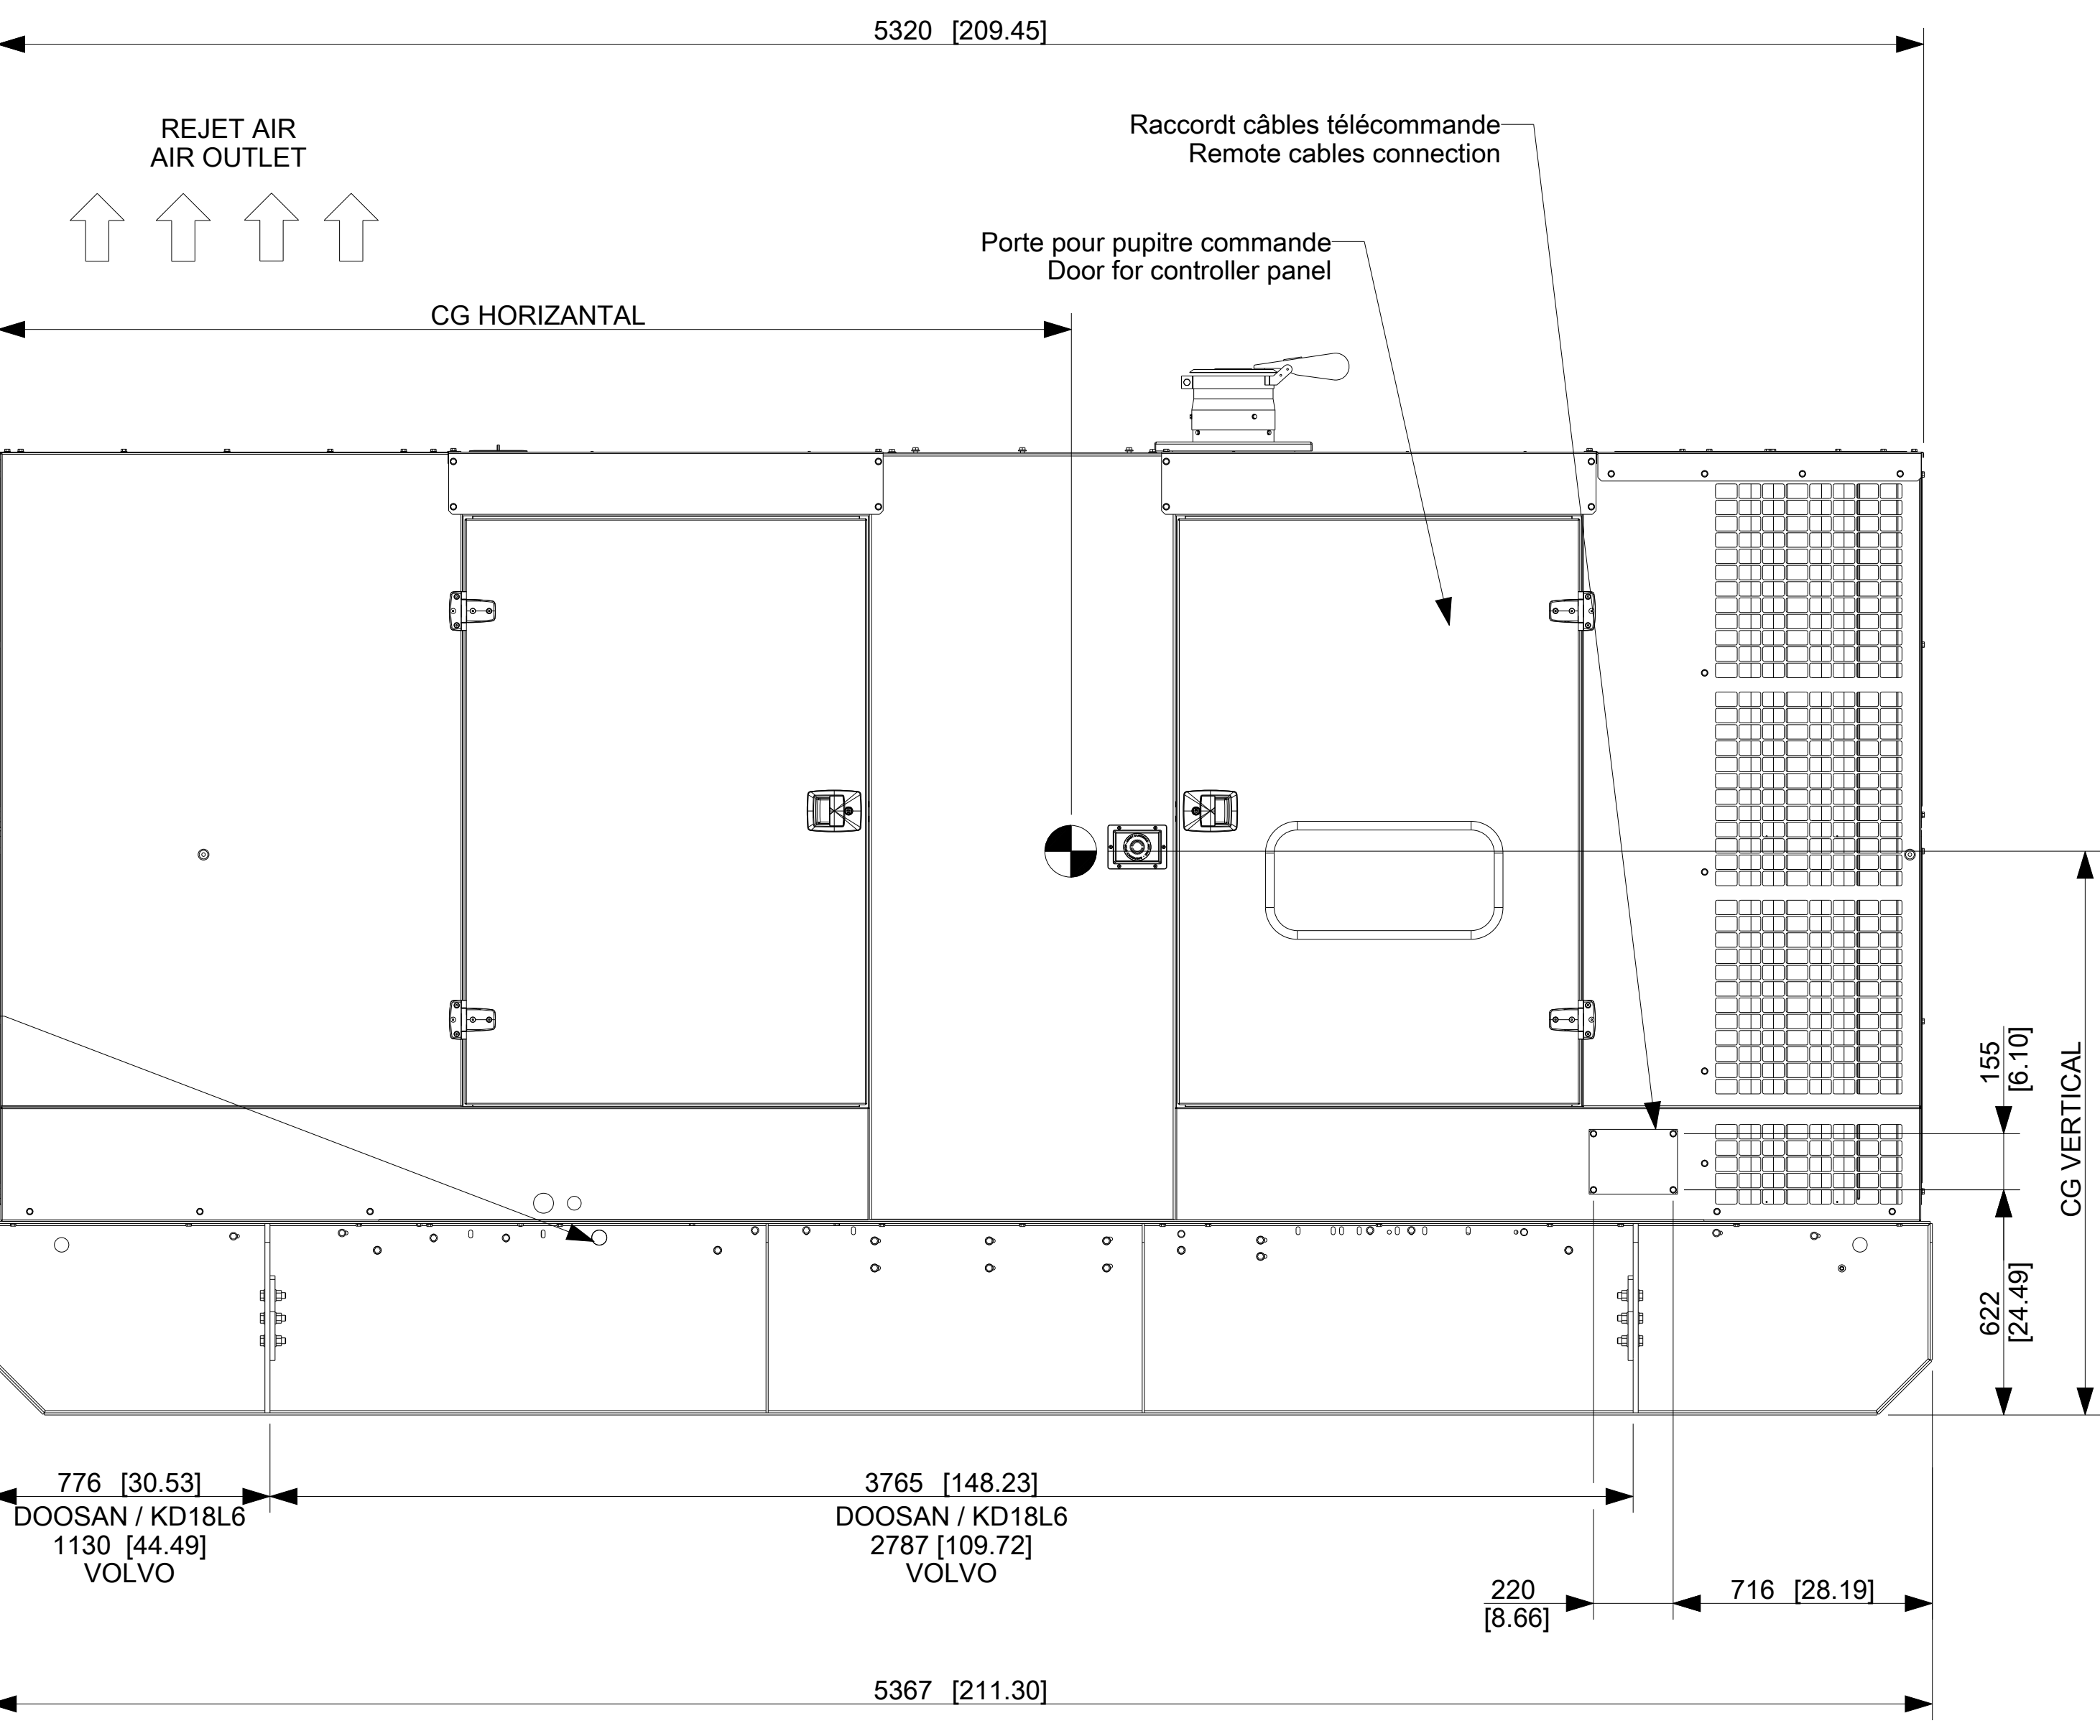 5320 [209.45]
REJET AIR
AIR OUTLET
Raccordt câbles télécommande
Remote cables connection
Porte pour pupitre commande
Door for controller panel
CG HORIZANTAL
155
[6.10]
CG VERTICAL
622
[24.49]
776 [30.53]
DOOSAN / KD18L6
1130 [44.49]
VOLVO
3765 [148.23]
DOOSAN / KD18L6
2787 [109.72]
VOLVO
220
[8.66]
716 [28.19]
5367 [211.30]